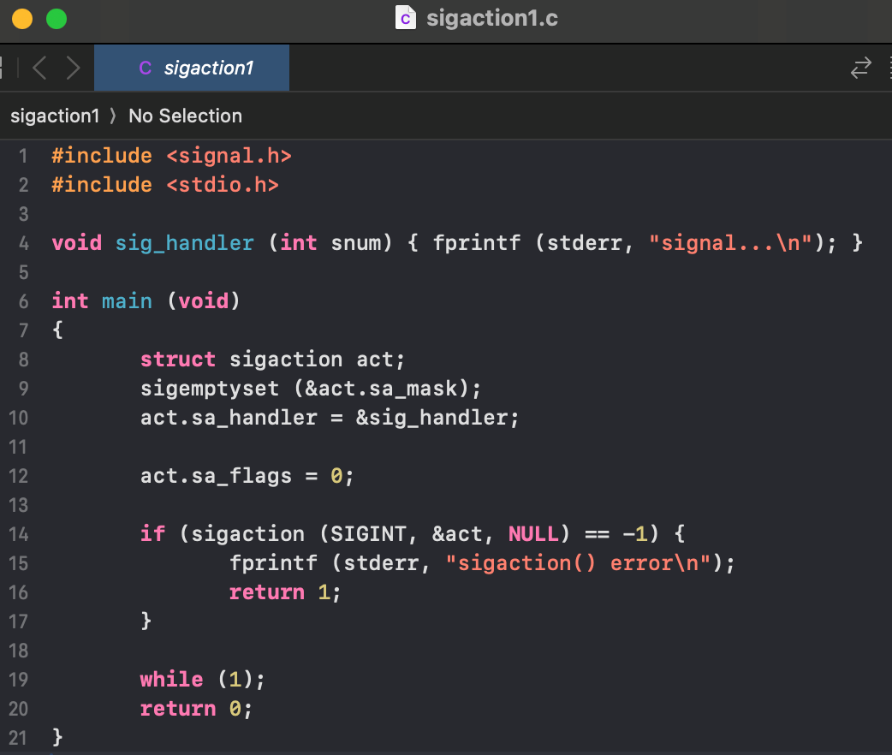 sigaction1.c
C sigaction1
sigaction1 〉 No Selection
1 #include <signal.h>
2 #include <stdio.h>
3
4 void sig_handler (int snum) { fprintf (stderr, "signal...\n"); }
5
6 int main (void)
7 {
8         struct sigaction act;
9         sigemptyset (&act.sa_mask);
10         act.sa_handler = &sig_handler;
11
12         act.sa_flags = 0;
13
14         if (sigaction (SIGINT, &act, NULL) == -1) {
15                 fprintf (stderr, "sigaction() error\n");
16                 return 1;
17         }
18
19         while (1);
20         return 0;
21 }